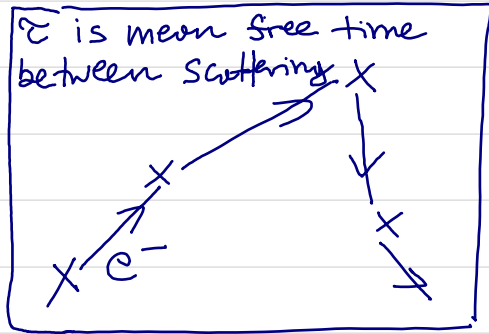 τ is mean free time
between scattering
e⁻